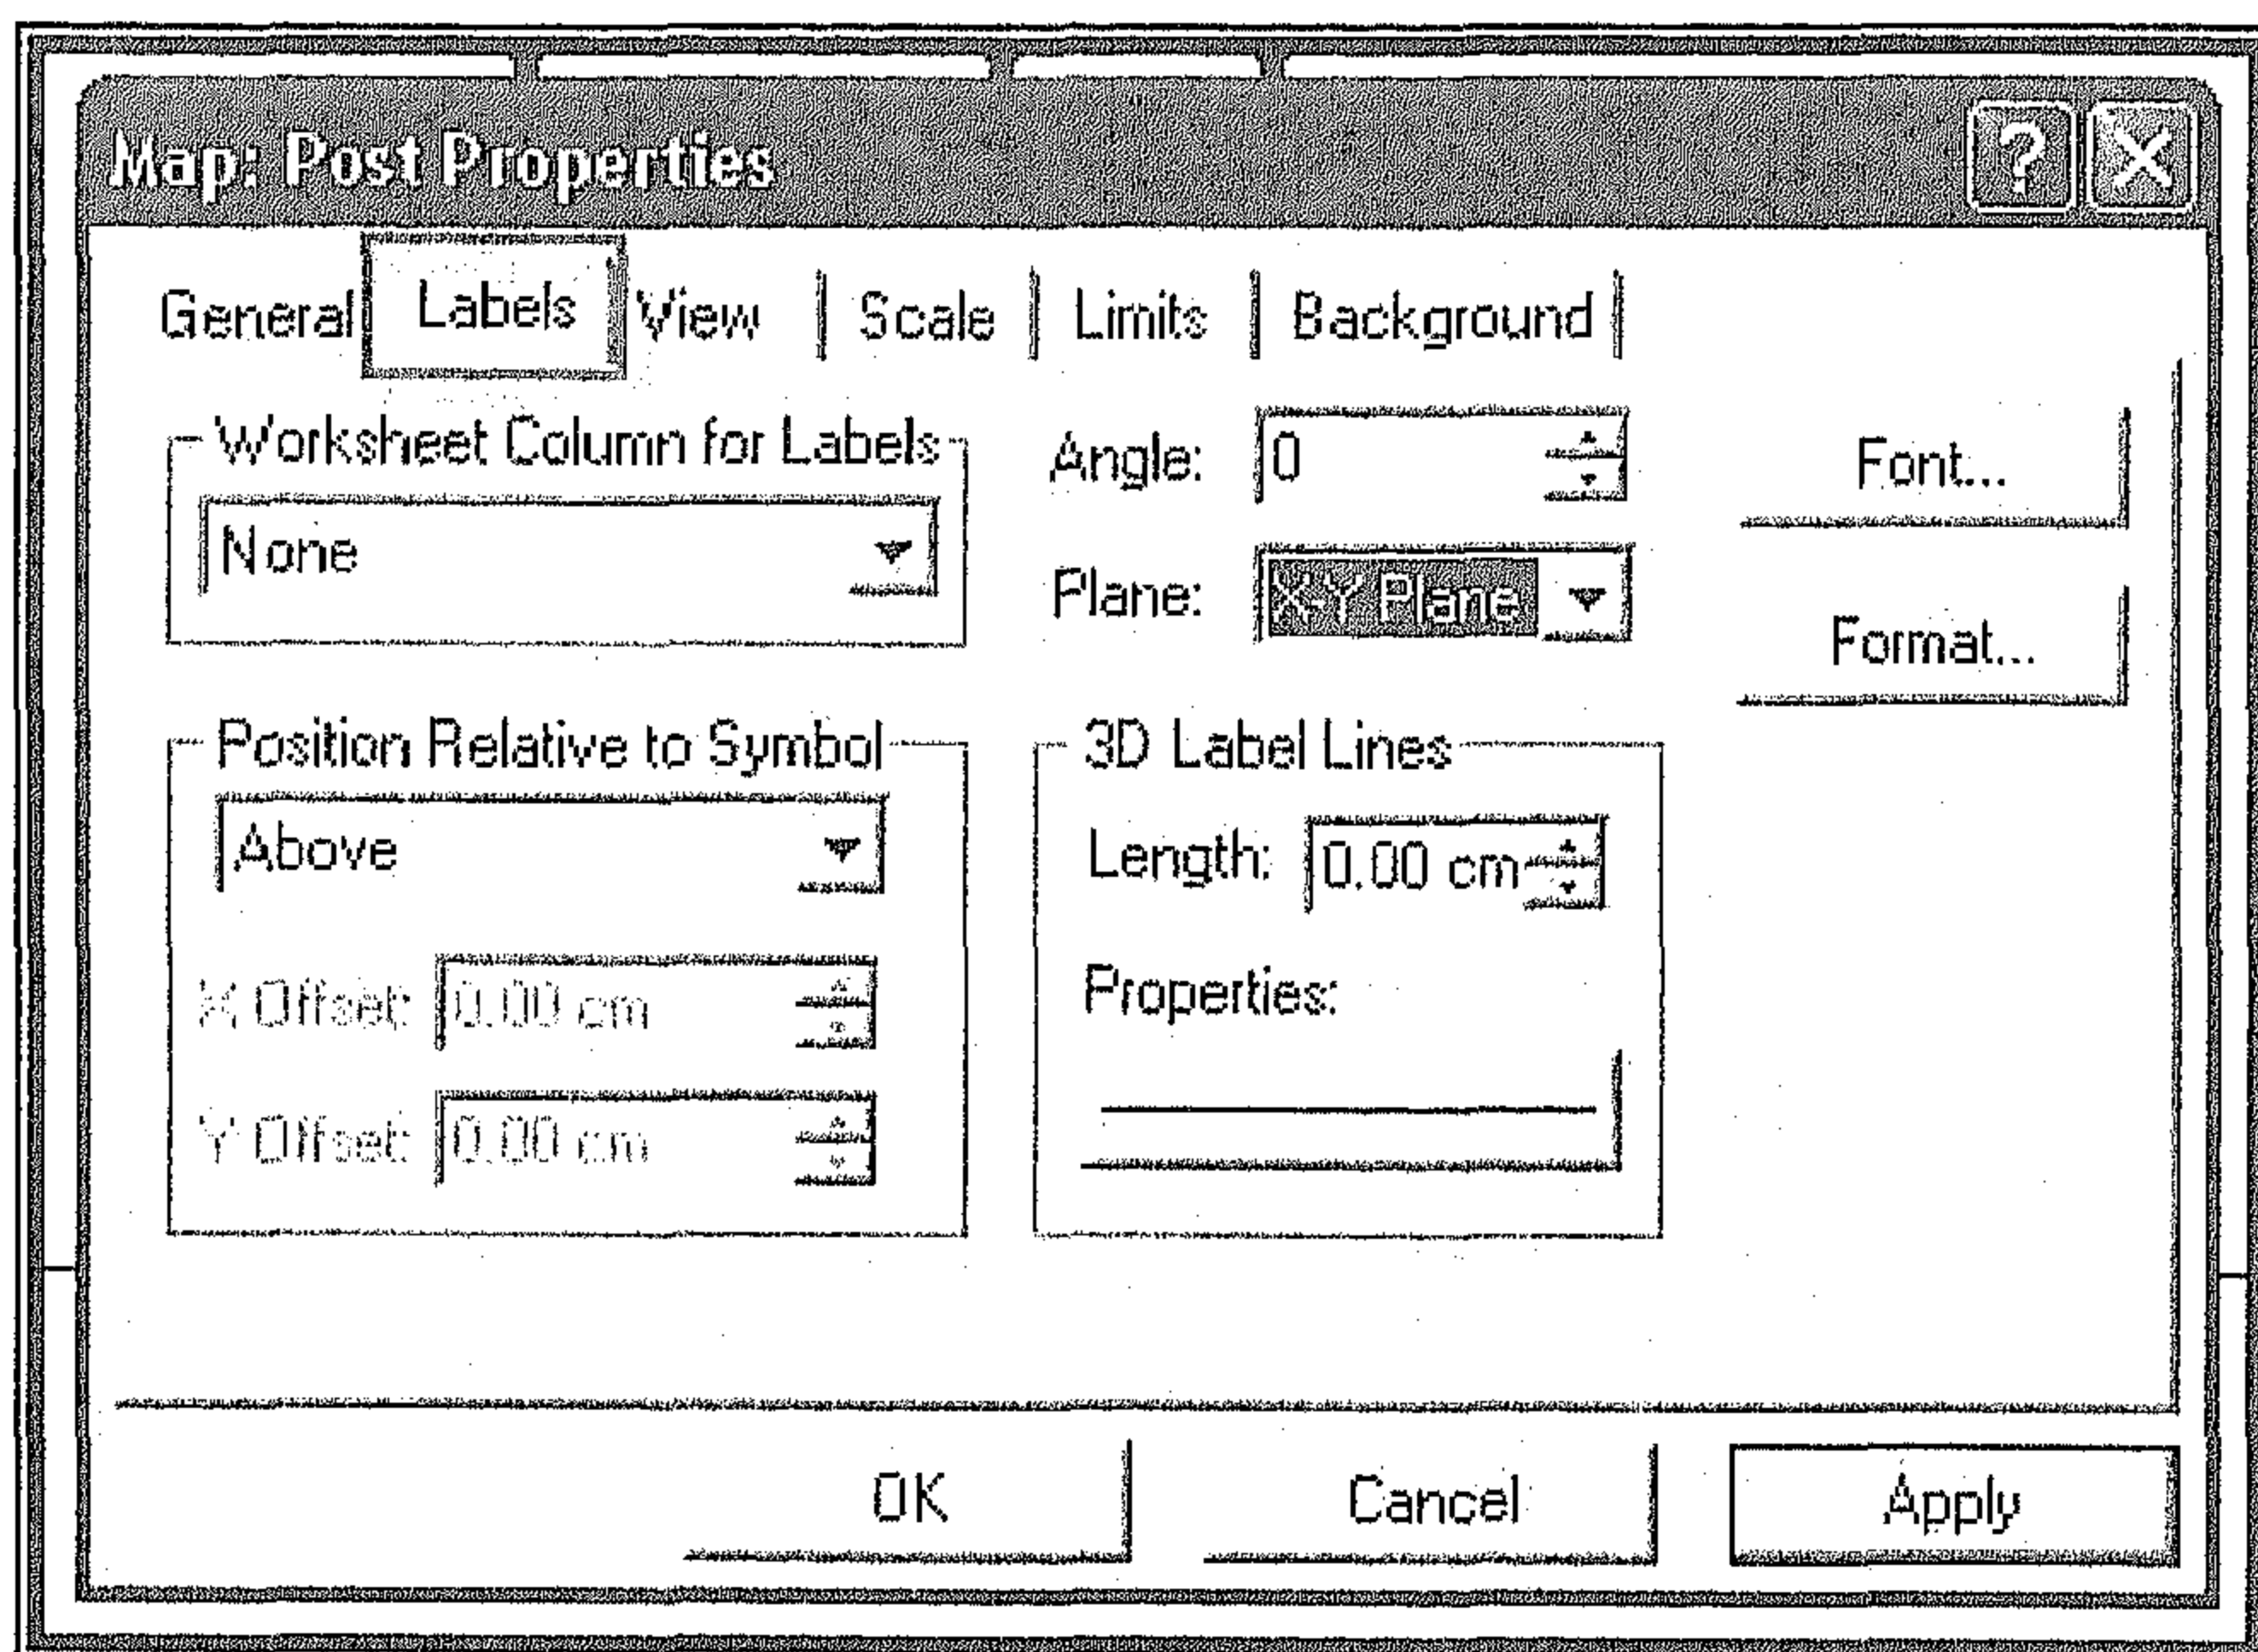 Map: Post Properties
General Labels View Scale Limits Background
Worksheet Column for Labels
None
Angle: 0
Plane: X-Y Plane
Font...
Format...
Position Relative to Symbol
Above
X Offset: 0.00 cm
Y Offset: 0.00 cm
3D Label Lines
Length: 0.00 cm
Properties:
OK Cancel Apply